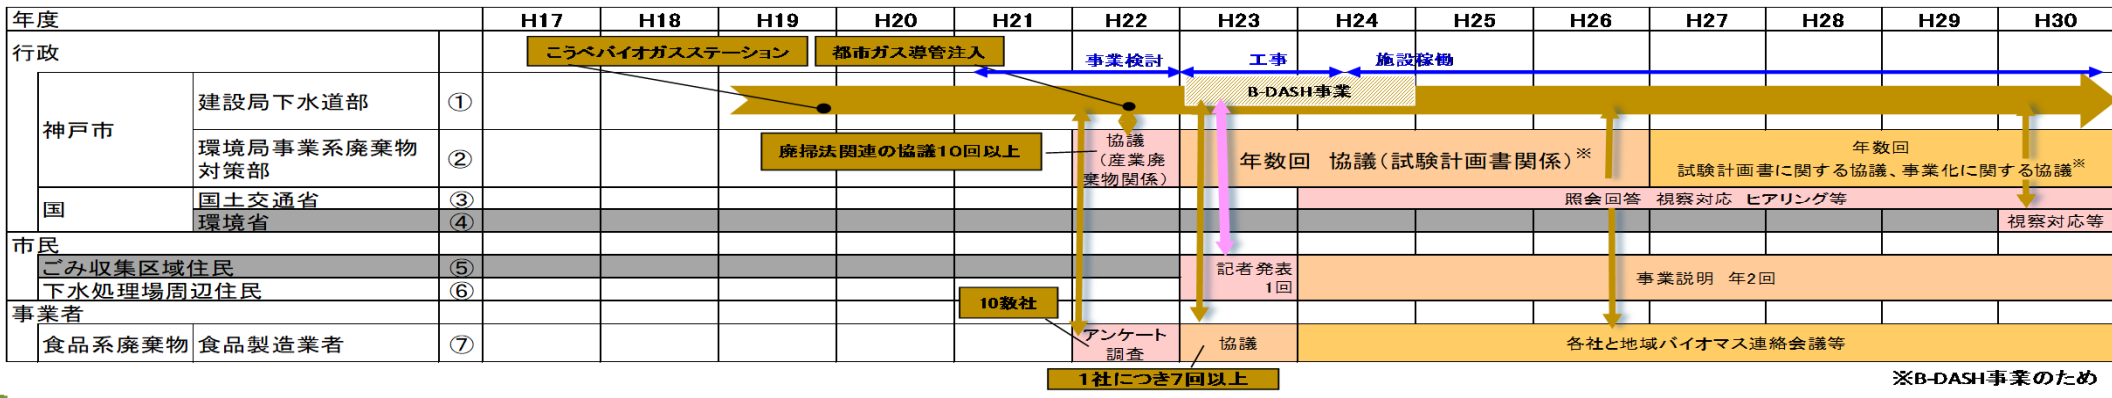 年度 H17 H18 H19 H20 H21 H22 H23 H24 H25 H26 H27 H28 H29 H30
行政
こうべバイオガスステーション
都市ガス導管注入
事業検討
工事
施設稼働
神戸市
建設局下水道部 ①
B-DASH事業
環境局事業系廃棄物
対策部
②
廃掃法関連の協議10回以上
協議
(産業廃
棄物関係)
年数回 協議(試験計画書関係)※
年数回
試験計画書に関する協議、事業化に関する協議※
国
国土交通省 ③
照会回答 視察対応 ヒアリング等
環境省 ④
視察対応等
市民
ごみ収集区域住民 ⑤
下水処理場周辺住民 ⑥
記者発表
1回
事業説明 年2回
10数社
事業者
食品系廃棄物 食品製造業者 ⑦
アンケート
調査
協議
各社と地域バイオマス連絡会議等
1社につき7回以上
※B-DASH事業のため